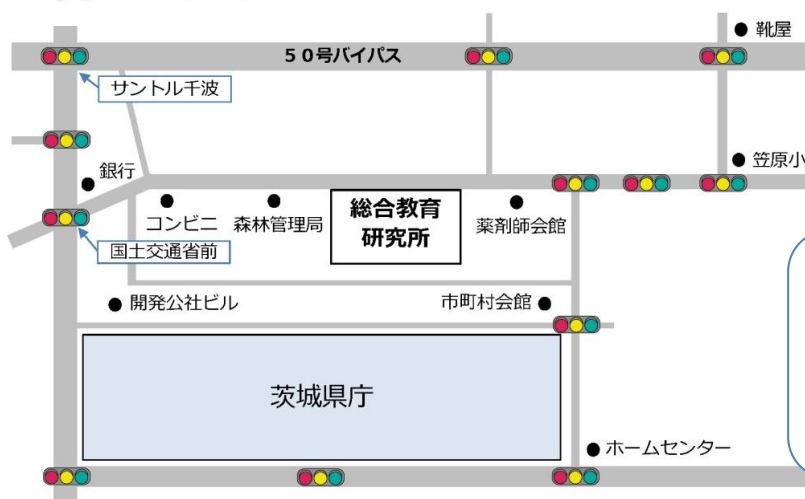 靴屋
５０号バイパス
サントル千波
笠原小
銀行
コンビニ
森林管理局
総合教育
研究所
薬剤師会館
国土交通省前
開発公社ビル
市町村会館
茨城県庁
ホームセンター